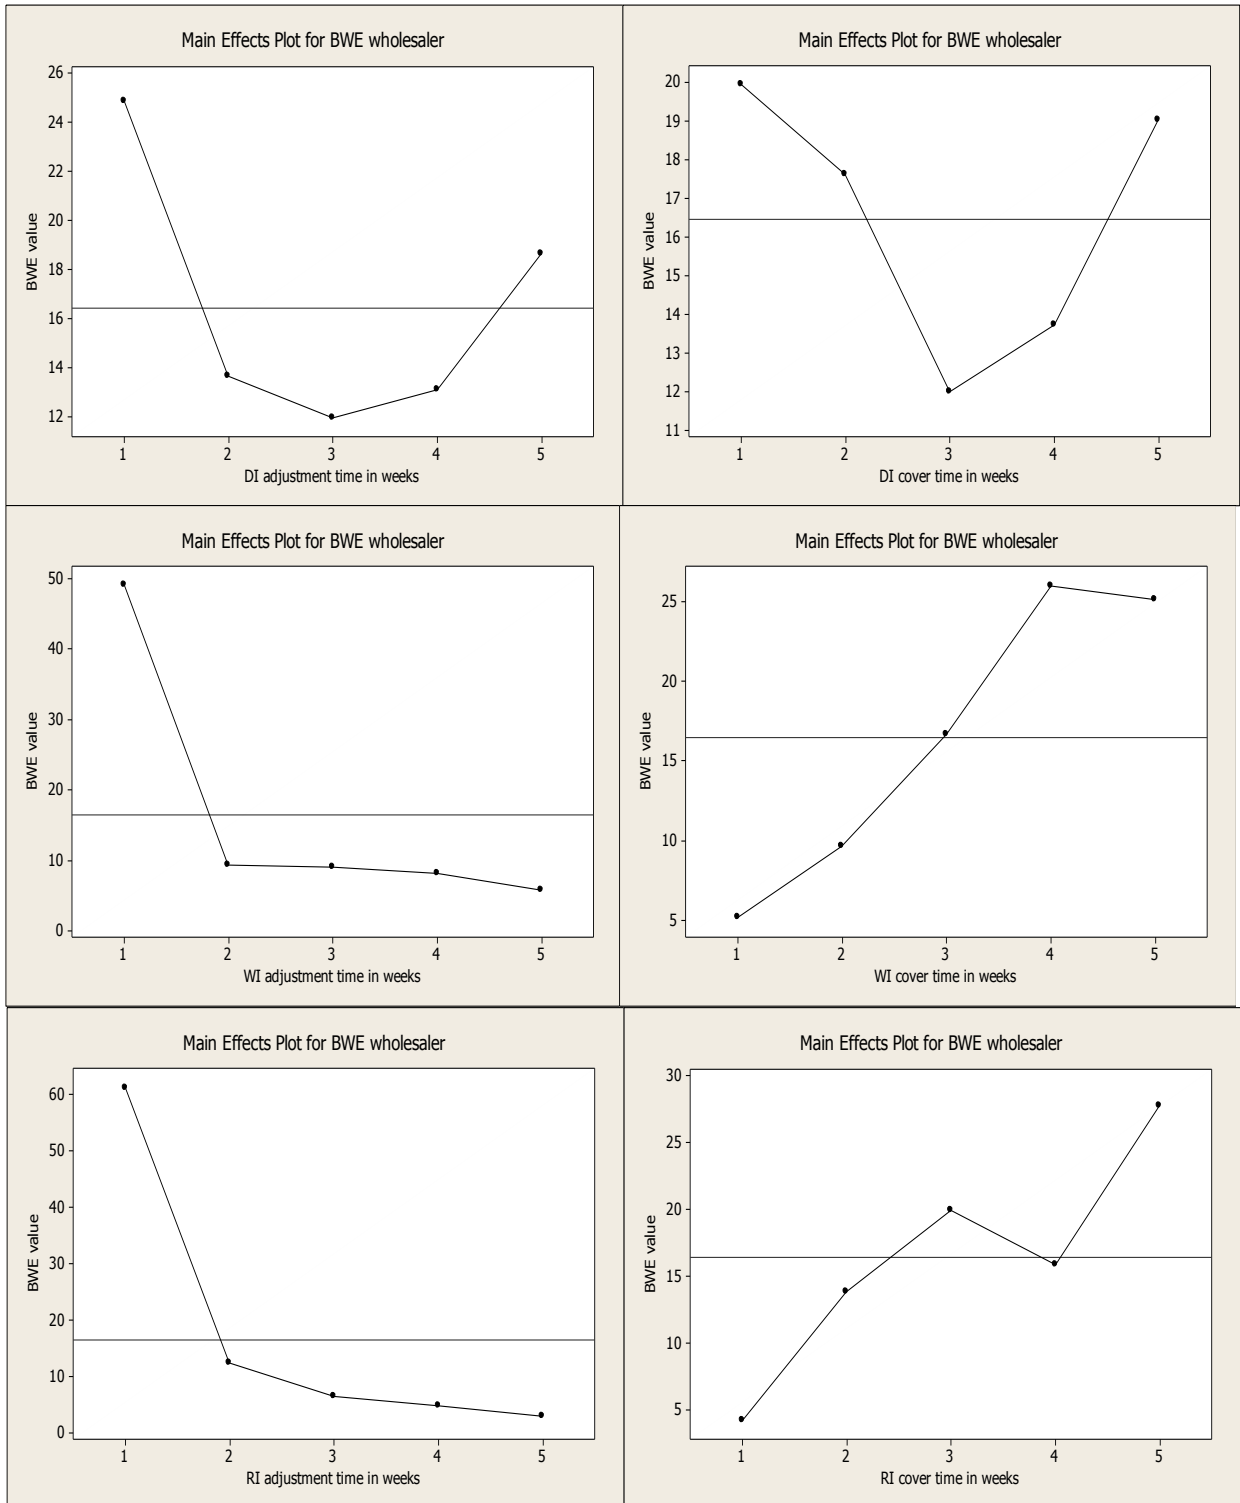 Main Effects Plot for BWE wholesaler
BWE value
26
24
22
20
18
16
14
12
1 2 3 4 5
DI adjustment time in weeks
Main Effects Plot for BWE wholesaler
BWE value
20
19
18
17
16
15
14
13
12
11
1 2 3 4 5
DI cover time in weeks
Main Effects Plot for BWE wholesaler
BWE value
50
40
30
20
10
0
1 2 3 4 5
WI adjustment time in weeks
Main Effects Plot for BWE wholesaler
BWE value
25
20
15
10
5
1 2 3 4 5
WI cover time in weeks
Main Effects Plot for BWE wholesaler
BWE value
60
50
40
30
20
10
0
1 2 3 4 5
RI adjustment time in weeks
Main Effects Plot for BWE wholesaler
BWE value
30
25
20
15
10
5
1 2 3 4 5
RI cover time in weeks